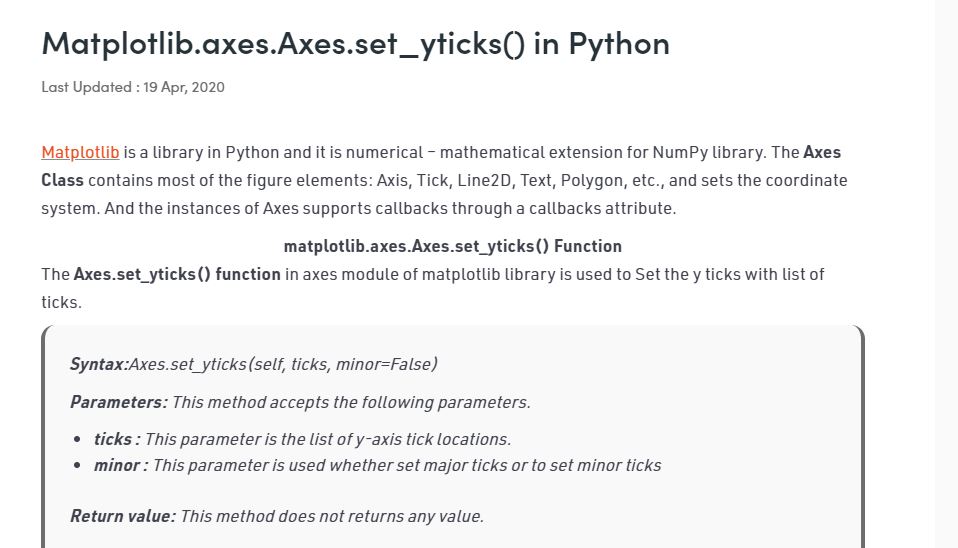 Matplotlib.axes.Axes.set_yticks() in Python
Last Updated : 19 Apr, 2020
Matplotlib is a library in Python and it is numerical – mathematical extension for NumPy library. The Axes
Class contains most of the figure elements: Axis, Tick, Line2D, Text, Polygon, etc., and sets the coordinate
system. And the instances of Axes supports callbacks through a callbacks attribute.
matplotlib.axes.Axes.set_yticks() Function
The Axes.set_yticks() function in axes module of matplotlib library is used to Set the y ticks with list of
ticks.
Syntax:Axes.set_yticks(self, ticks, minor=False)
Parameters: This method accepts the following parameters.
• ticks : This parameter is the list of y-axis tick locations.
• minor : This parameter is used whether set major ticks or to set minor ticks
Return value: This method does not returns any value.